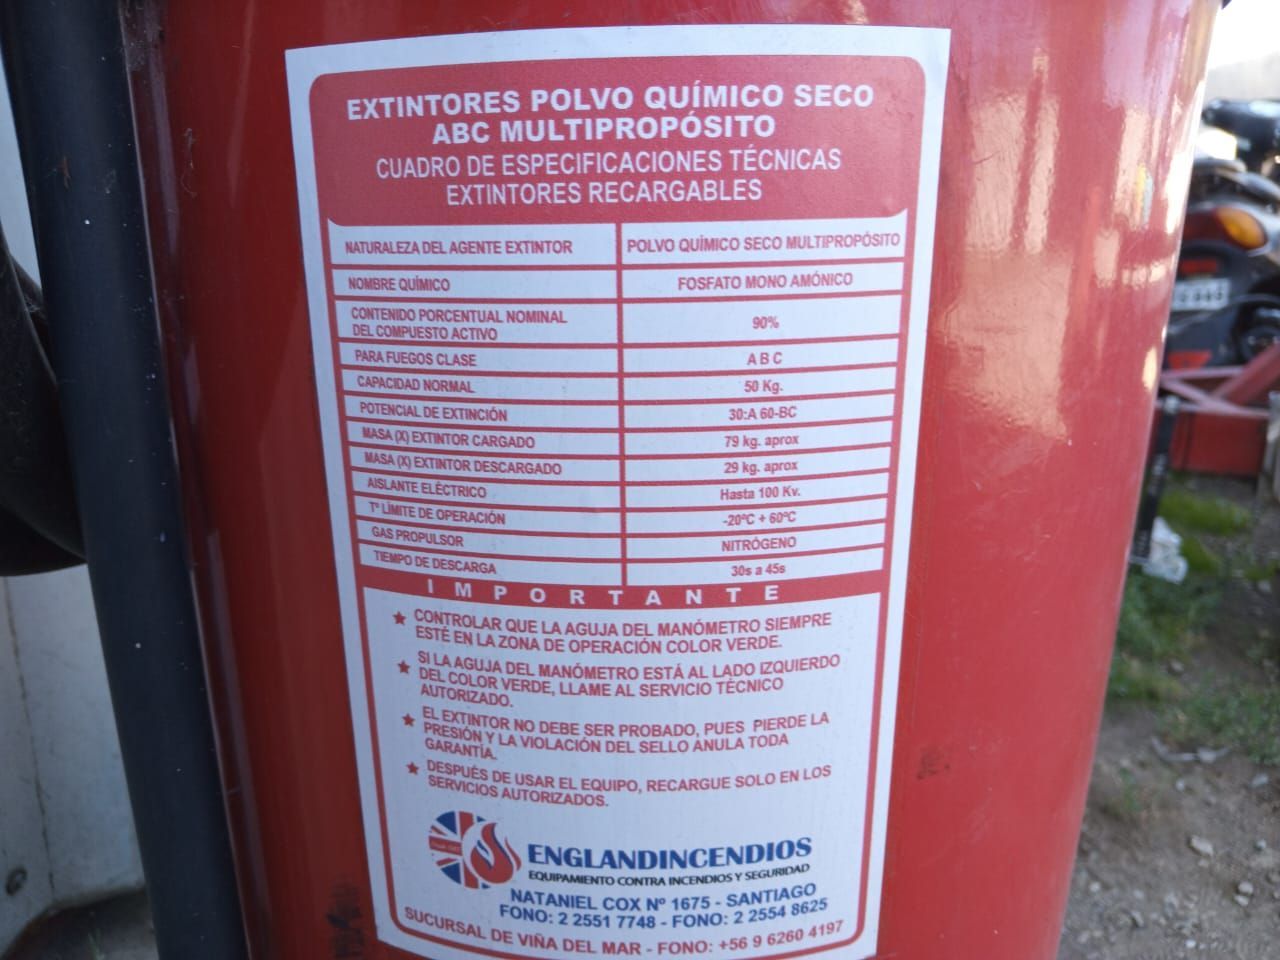 EXTINTORES POLVO QUÍMICO SECO
ABC MULTIPROPÓSITO
CUADRO DE ESPECIFICACIONES TÉCNICAS
EXTINTORES RECARGABLES
NATURALEZA DEL AGENTE EXTINTOR POLVO QUÍMICO SECO MULTIPROPÓSITO
NOMBRE QUÍMICO FOSFATO MONO AMÓNICO
CONTENIDO PORCENTUAL NOMINAL
DEL COMPUESTO ACTIVO 90%
PARA FUEGOS CLASE A B C
CAPACIDAD NORMAL 50 Kg.
POTENCIAL DE EXTINCIÓN 30:A 60-BC
MASA (X) EXTINTOR CARGADO 79 kg. aprox
MASA (X) EXTINTOR DESCARGADO 29 kg. aprox
AISLANTE ELÉCTRICO Hasta 100 Kv.
Tº LÍMITE DE OPERACIÓN -20ºC + 60ºC
GAS PROPULSOR NITRÓGENO
TIEMPO DE DESCARGA 30s a 45s
IMPORTANTE
★ CONTROLAR QUE LA AGUJA DEL MANÓMETRO SIEMPRE
ESTÉ EN LA ZONA DE OPERACIÓN COLOR VERDE.
★ SI LA AGUJA DEL MANÓMETRO ESTÁ AL LADO IZQUIERDO
DEL COLOR VERDE, LLAME AL SERVICIO TÉCNICO
AUTORIZADO.
★ EL EXTINTOR NO DEBE SER PROBADO, PUES PIERDE LA
PRESIÓN Y LA VIOLACIÓN DEL SELLO ANULA TODA
GARANTÍA.
★ DESPUÉS DE USAR EL EQUIPO, RECARGUE SOLO EN LOS
SERVICIOS AUTORIZADOS.
ENGLANDINCENDIOS
EQUIPAMIENTO CONTRA INCENDIOS Y SEGURIDAD
NATANIEL COX Nº 1675 - SANTIAGO
FONO: 2 2551 7748 - FONO: 2 2554 8625
SUCURSAL DE VIÑA DEL MAR - FONO: +56 9 6260 4197